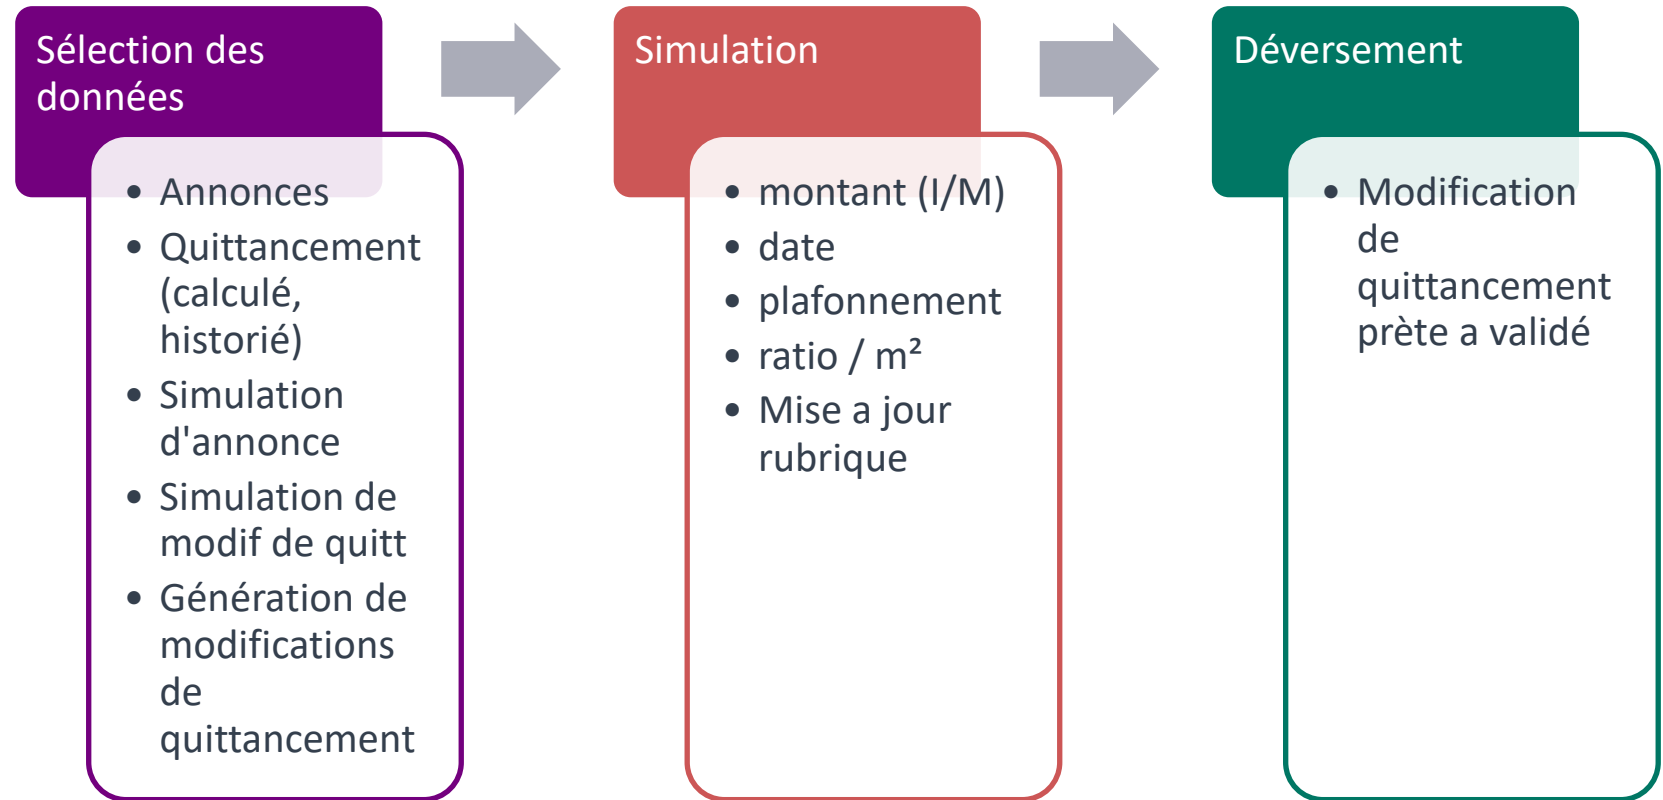 Sélection des
données
• Annonces
• Quittancement
(calculé,
historié)
• Simulation
d'annonce
• Simulation de
modif de quitt
• Génération de
modifications
de
quittancement
Simulation
• montant (I/M)
• date
• plafonnement
• ratio / m²
• Mise a jour
rubrique
Déversement
• Modification
de
quittancement
prète a validé